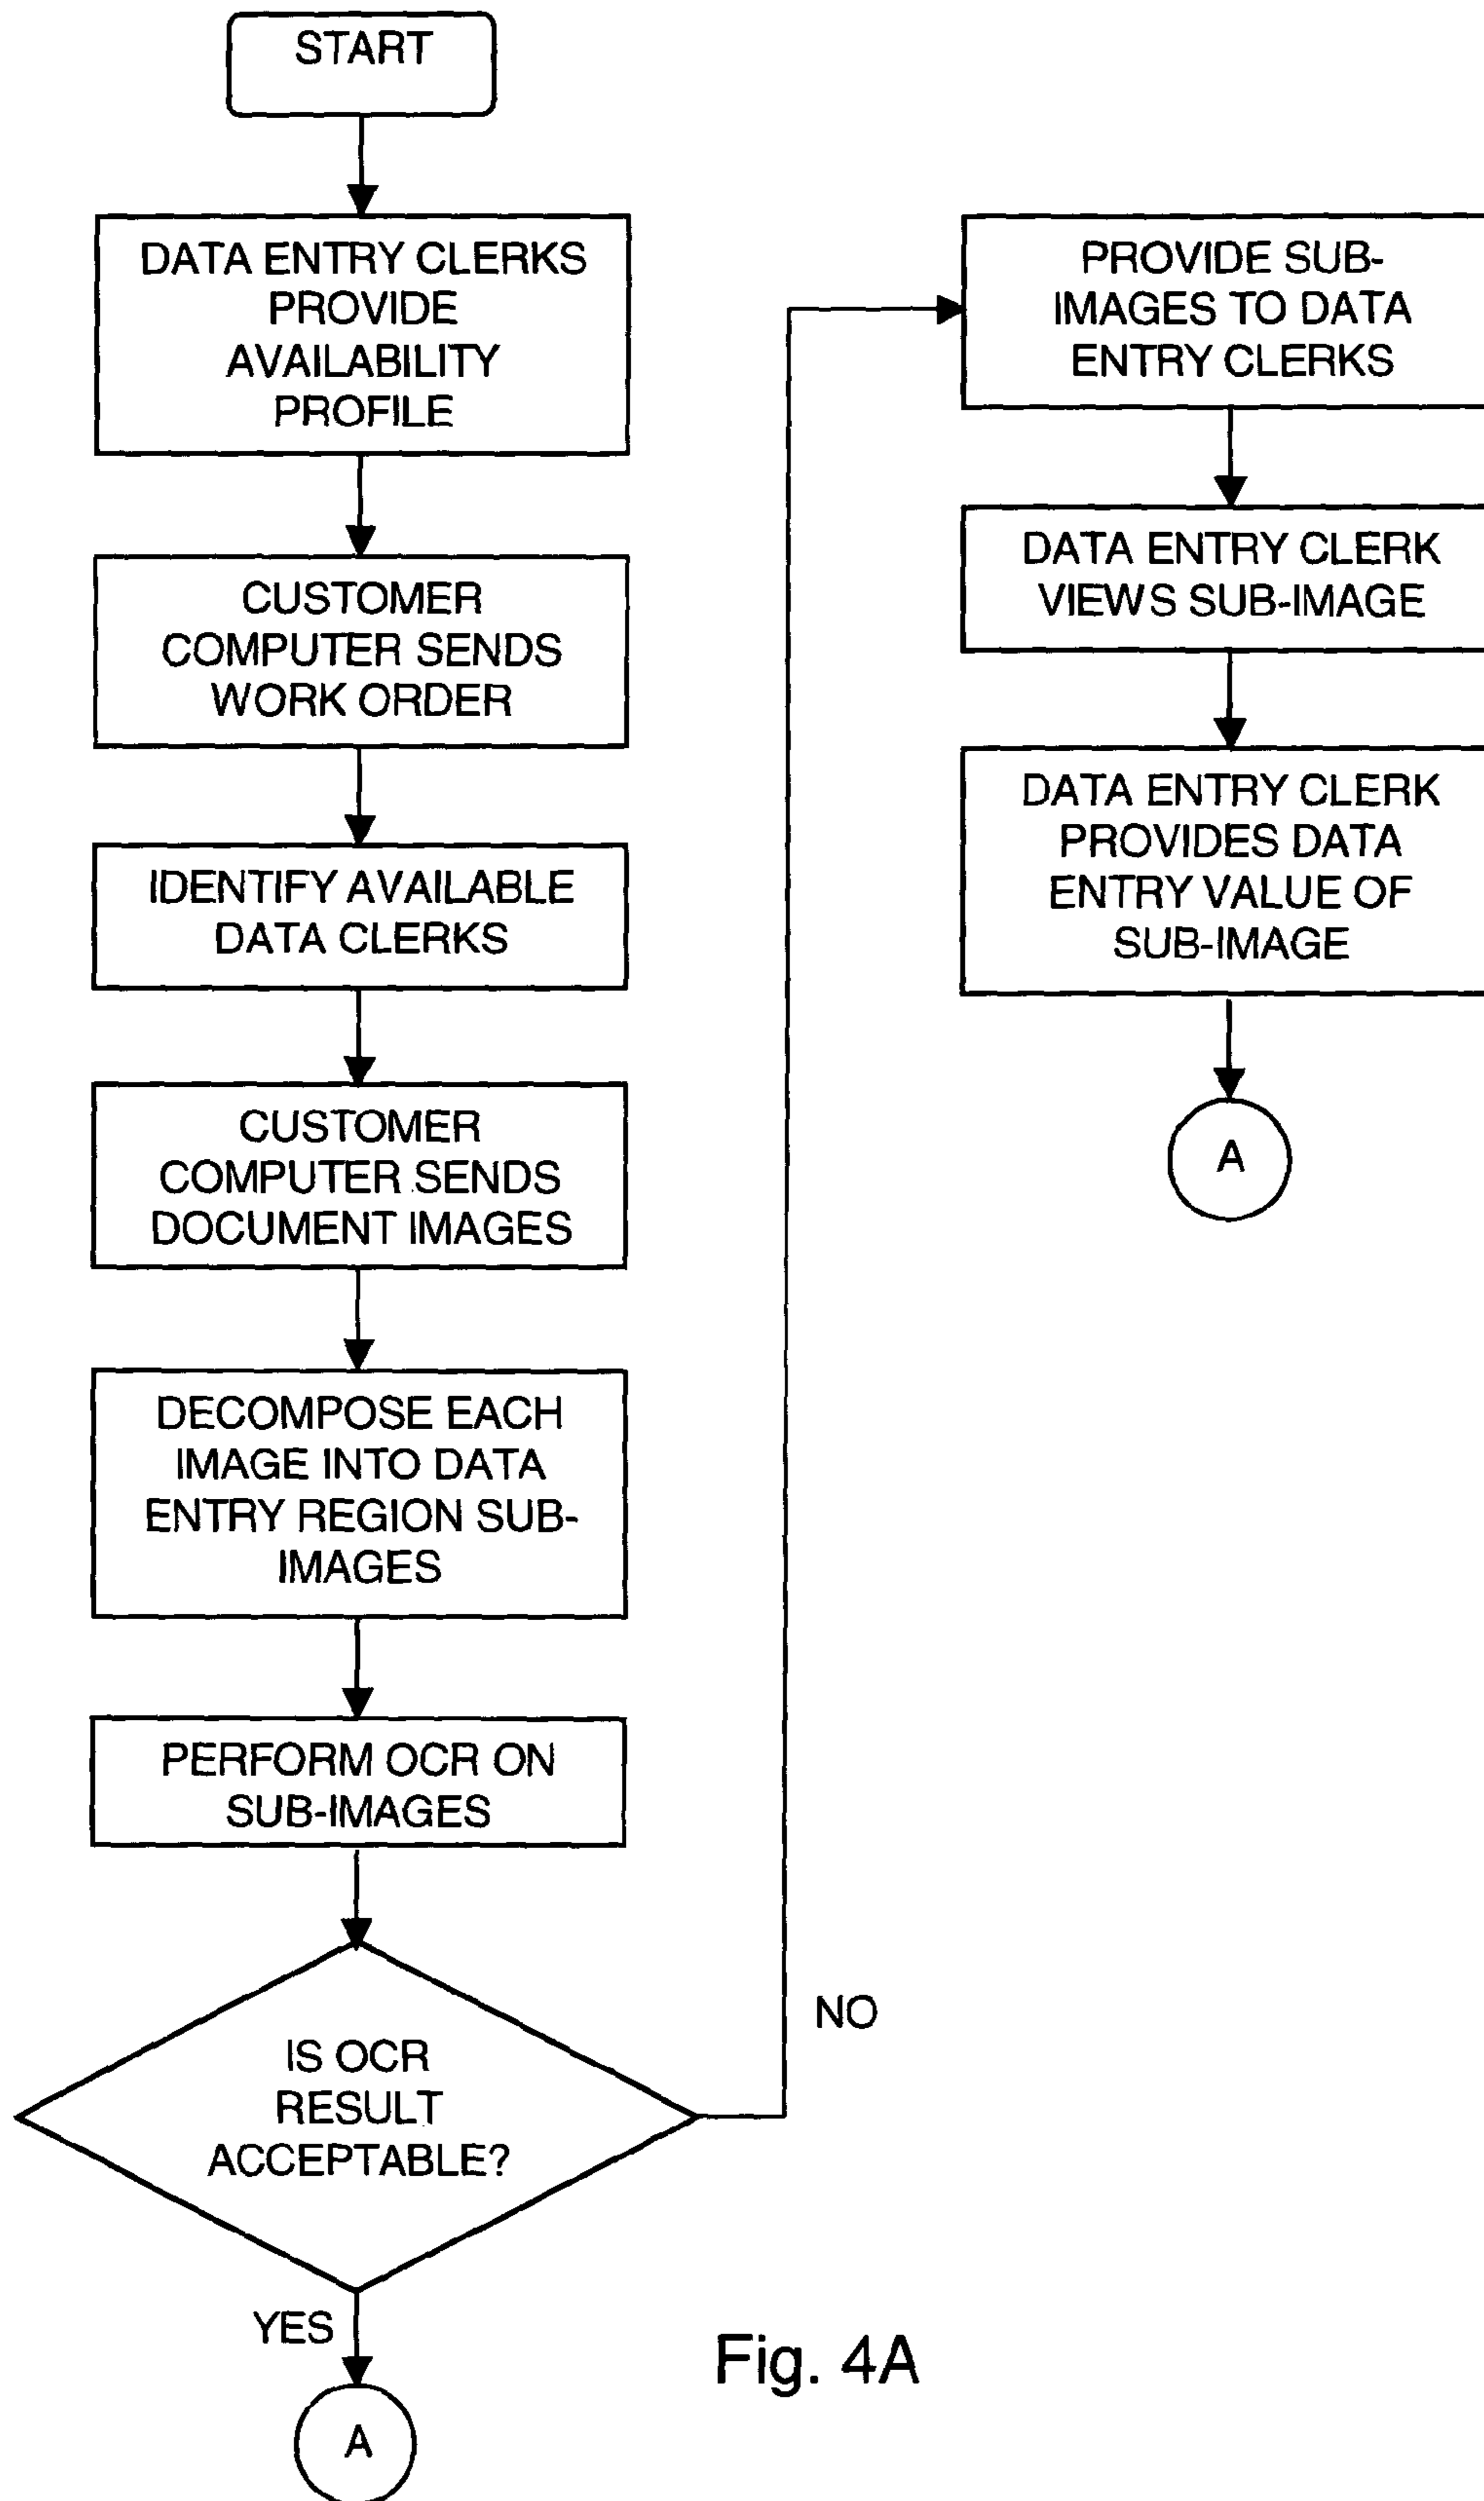 START
DATA ENTRY CLERKS
PROVIDE
AVAILABILITY
PROFILE
CUSTOMER
COMPUTER SENDS
WORK ORDER
IDENTIFY AVAILABLE
DATA CLERKS
CUSTOMER
COMPUTER SENDS
DOCUMENT IMAGES
DECOMPOSE EACH
IMAGE INTO DATA
ENTRY REGION SUB-
IMAGES
PERFORM OCR ON
SUB-IMAGES
IS OCR
RESULT
ACCEPTABLE?
YES
A
NO
PROVIDE SUB-
IMAGES TO DATA
ENTRY CLERKS
DATA ENTRY CLERK
VIEWS SUB-IMAGE
DATA ENTRY CLERK
PROVIDES DATA
ENTRY VALUE OF
SUB-IMAGE
A
Fig. 4A